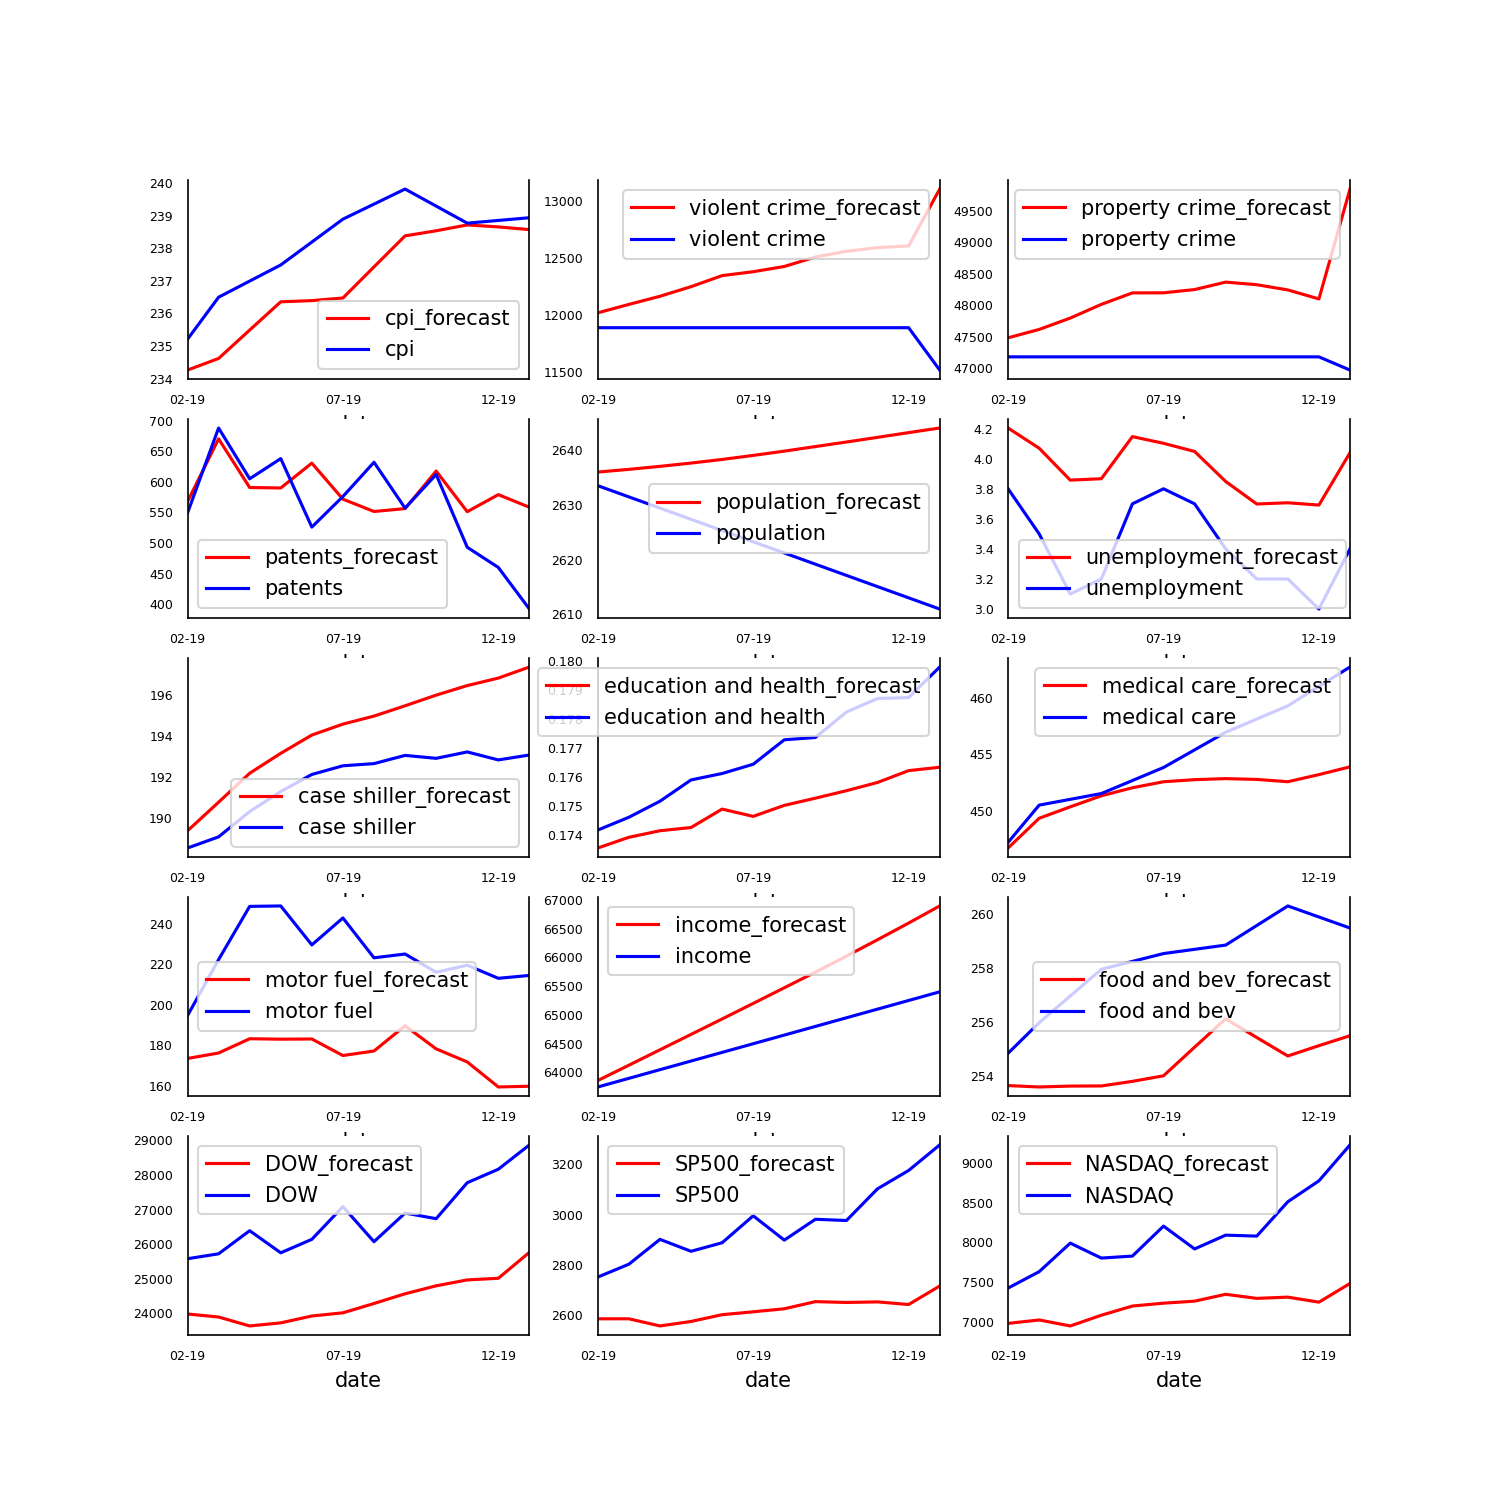 240
239
238
237
236
235
234
cpi_forecast
cpi
02-19 07-19 12-19
13000
12500
12000
11500
violent crime_forecast
violent crime
02-19 07-19 12-19
49500
49000
48500
48000
47500
47000
property crime_forecast
property crime
02-19 07-19 12-19
700
650
600
550
500
450
400
patents_forecast
patents
02-19 07-19 12-19
2640
2630
2620
2610
population_forecast
population
02-19 07-19 12-19
4.2
4.0
3.8
3.6
3.4
3.2
3.0
unemployment_forecast
unemployment
02-19 07-19 12-19
196
194
192
190
case shiller_forecast
case shiller
02-19 07-19 12-19
0.180
0.179
0.178
0.177
0.176
0.175
0.174
education and health_forecast
education and health
02-19 07-19 12-19
460
455
450
medical care_forecast
medical care
02-19 07-19 12-19
240
220
200
180
160
motor fuel_forecast
motor fuel
02-19 07-19 12-19
67000
66500
66000
65500
65000
64500
64000
income_forecast
income
02-19 07-19 12-19
260
258
256
254
food and bev_forecast
food and bev
02-19 07-19 12-19
29000
28000
27000
26000
25000
24000
DOW_forecast
DOW
02-19 07-19 12-19
date
3200
3000
2800
2600
SP500_forecast
SP500
02-19 07-19 12-19
date
9000
8500
8000
7500
7000
NASDAQ_forecast
NASDAQ
02-19 07-19 12-19
date